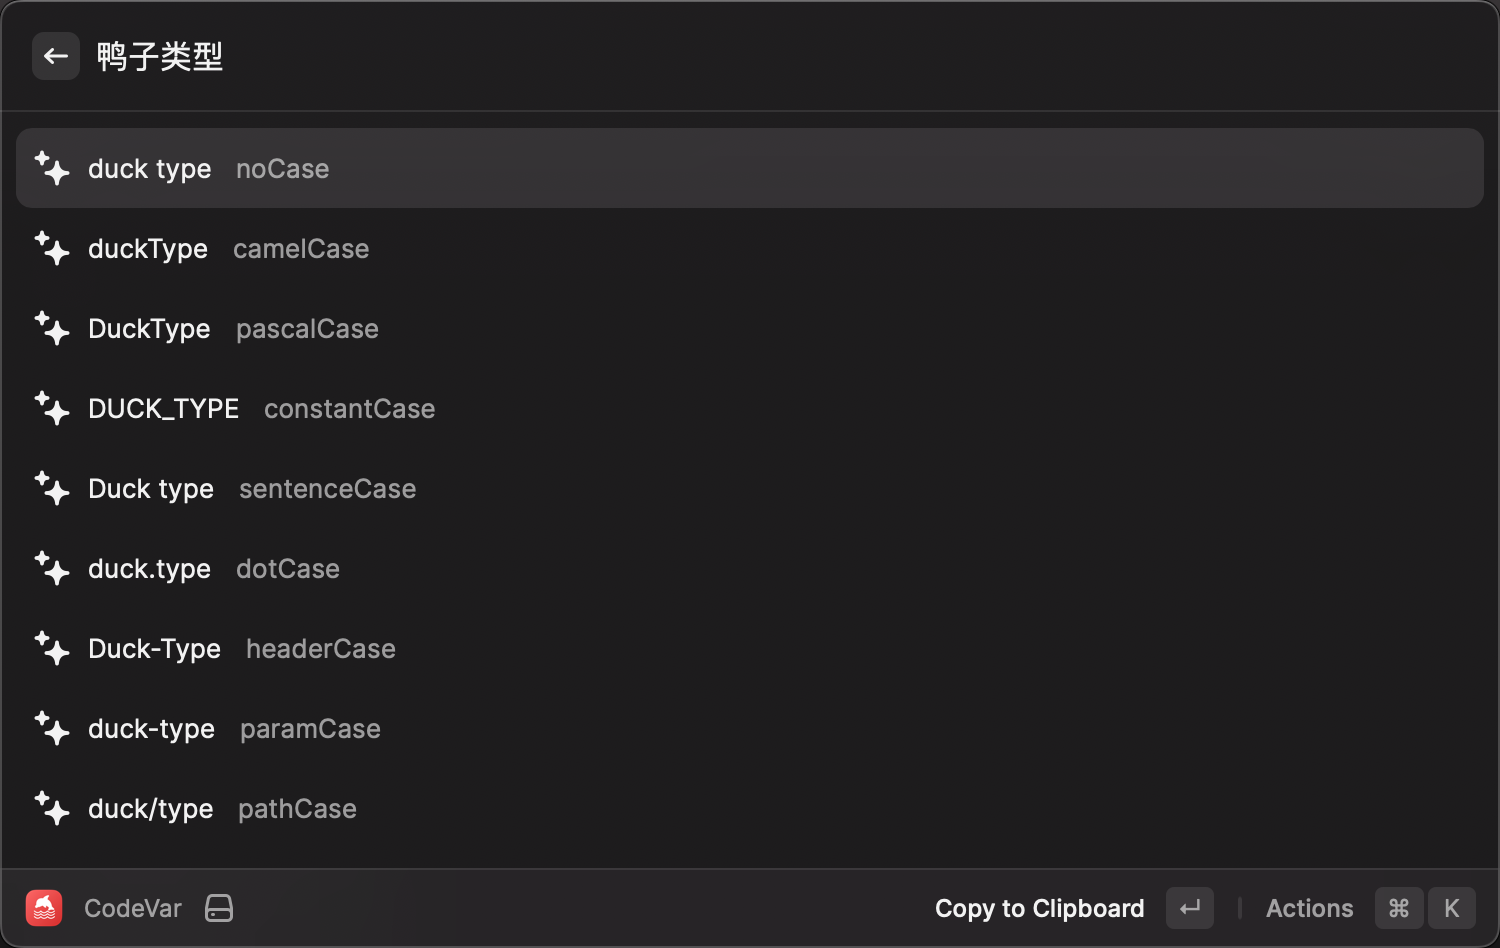 鸭子类型
duck type noCase
duckType camelCase
DuckType pascalCase
DUCK_TYPE constantCase
Duck type sentenceCase
duck.type dotCase
Duck-Type headerCase
duck-type paramCase
duck/type pathCase
CodeVar Copy to Clipboard ↵ | Actions ⌘ K